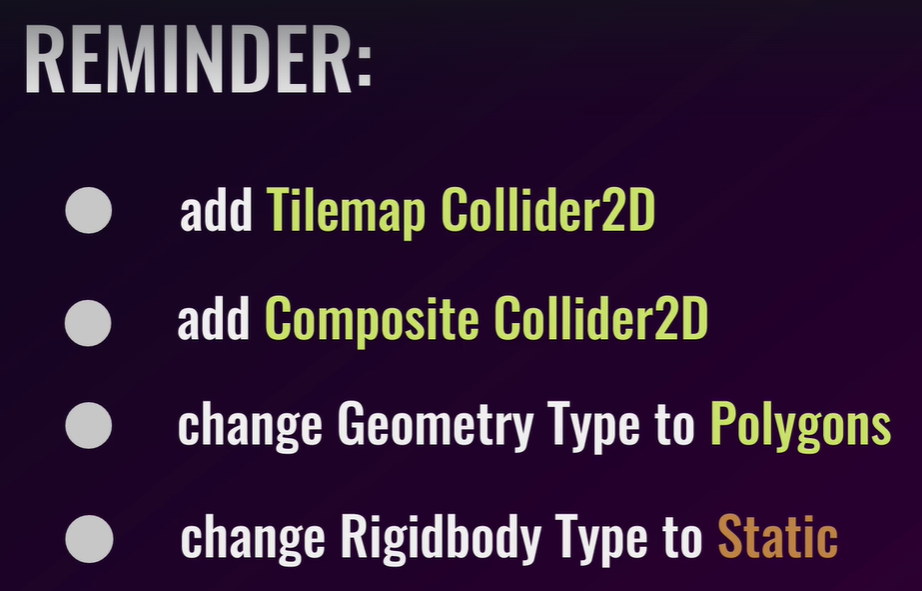 REMINDER:
add Tilemap Collider2D
add Composite Collider2D
change Geometry Type to Polygons
change Rigidbody Type to Static